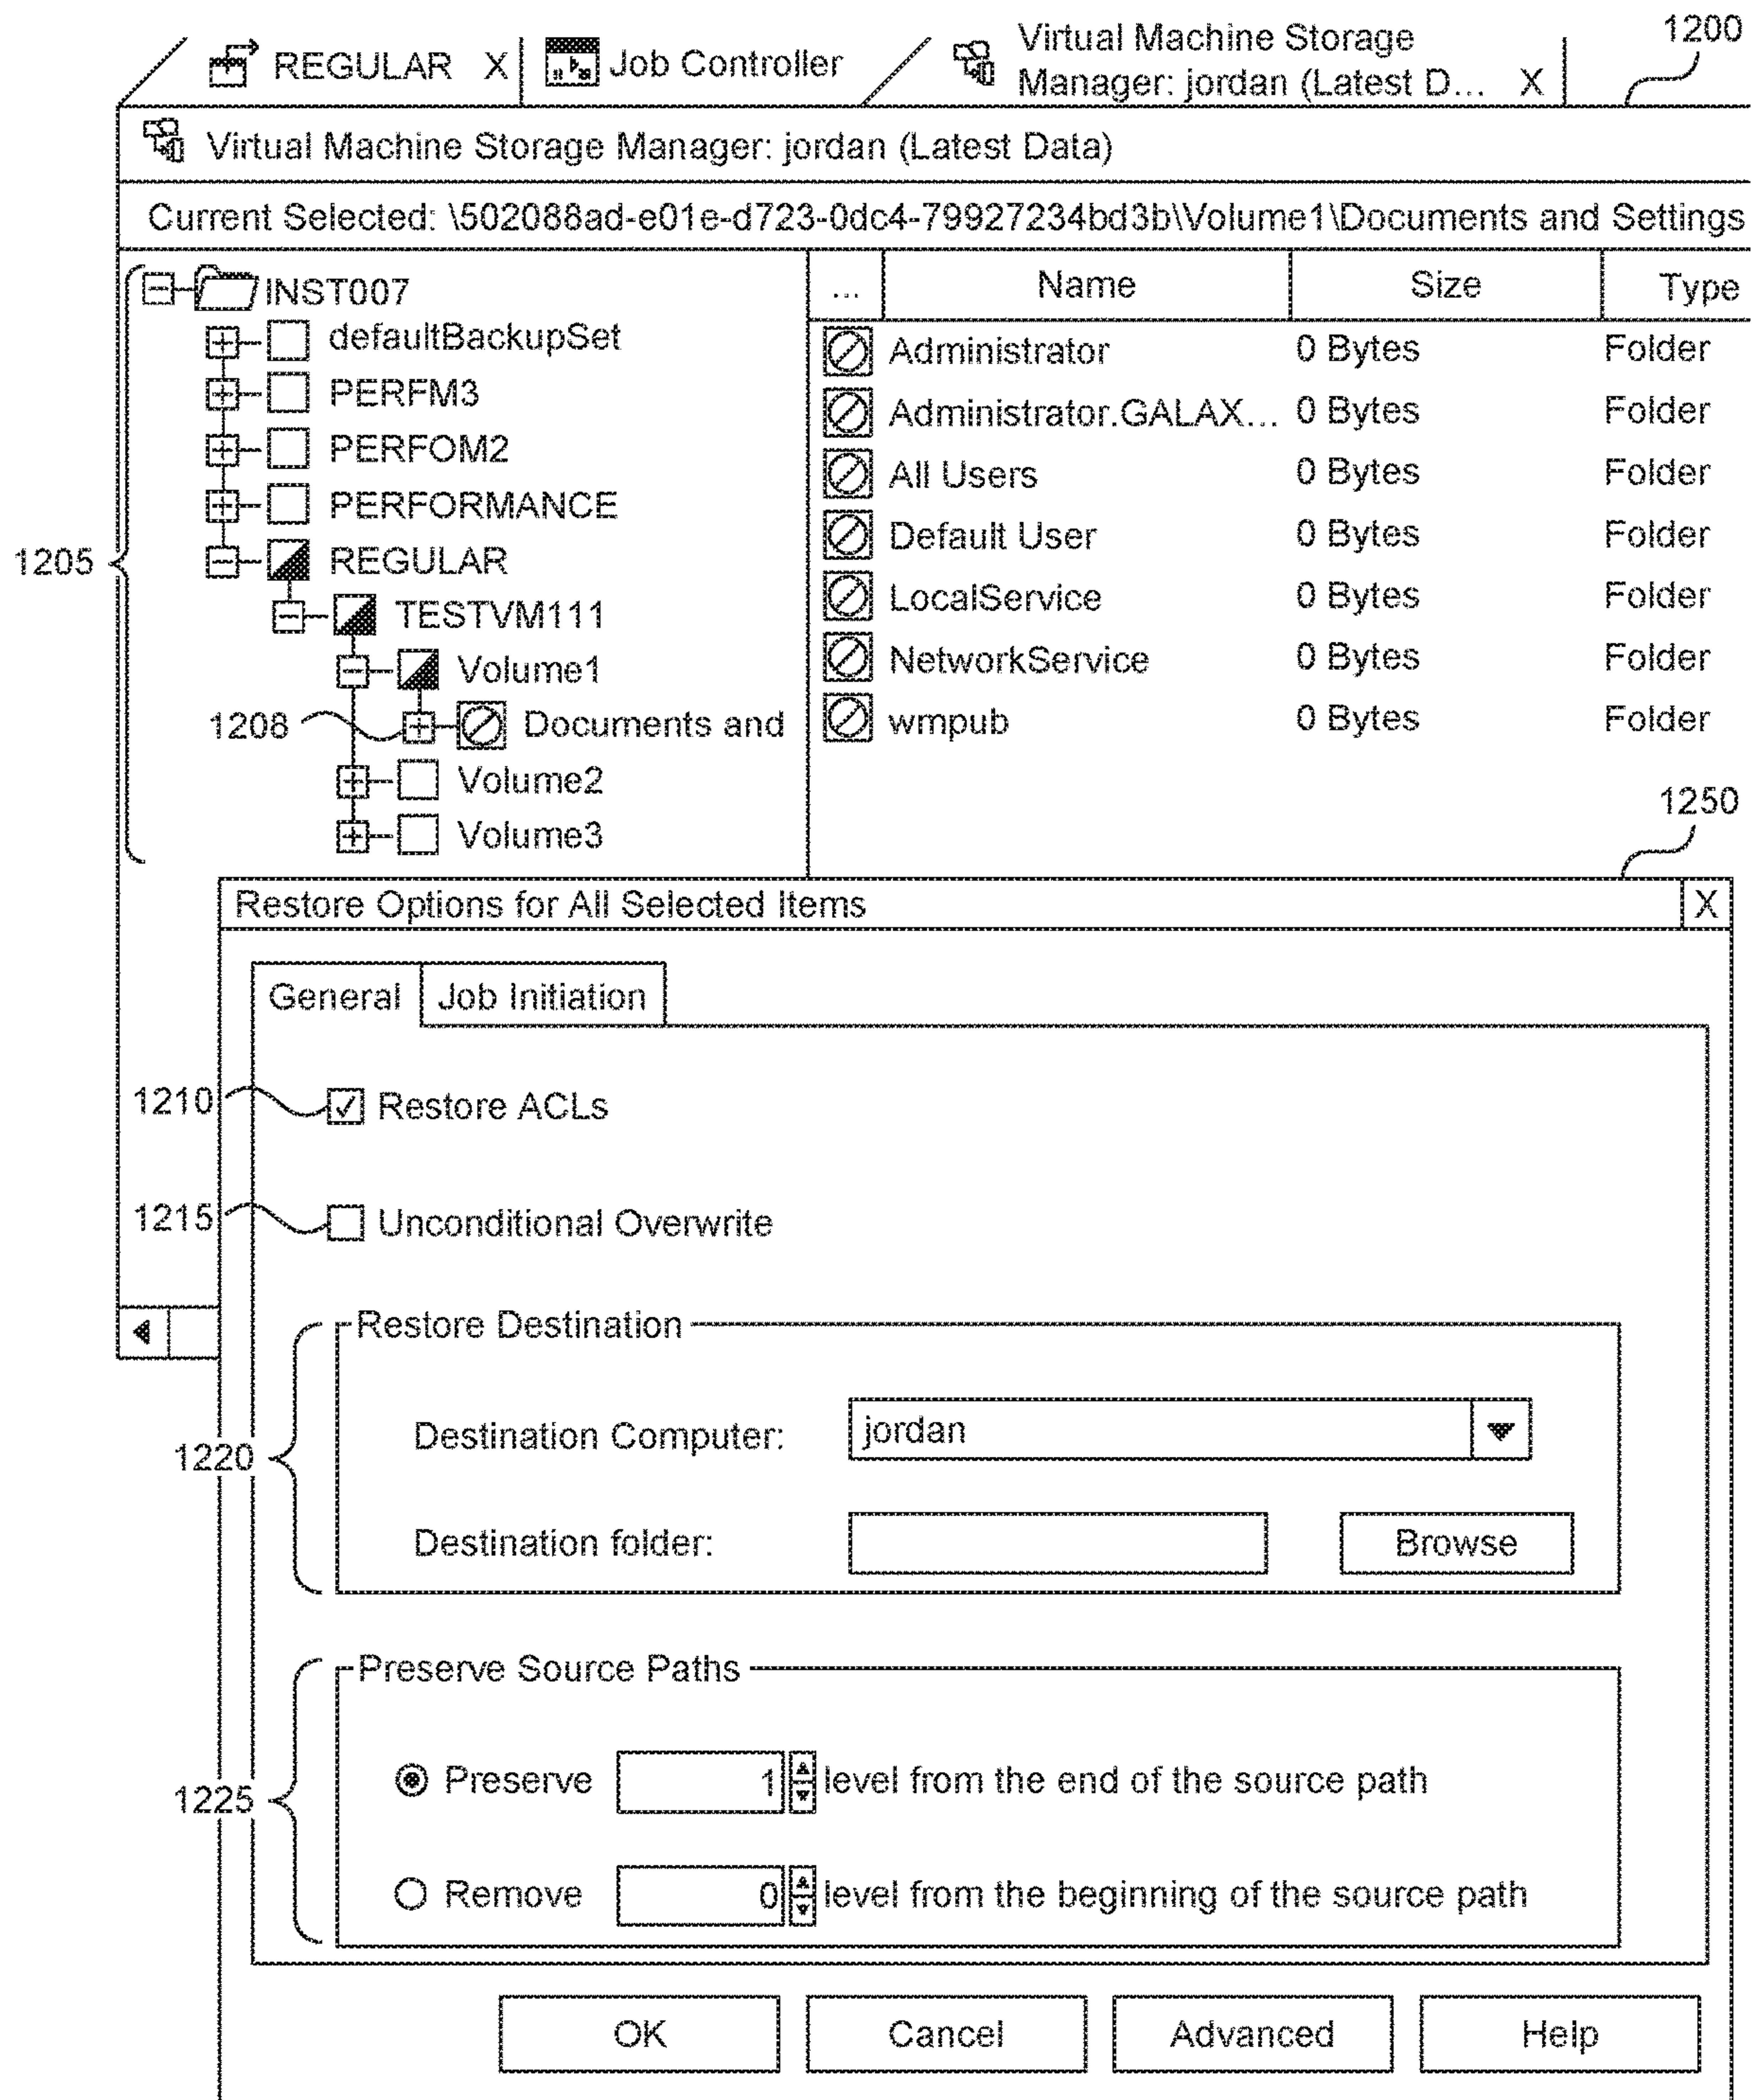 REGULAR X
Job Controller
Virtual Machine Storage
Manager: jordan (Latest D... X
1200
Virtual Machine Storage Manager: jordan (Latest Data)
Current Selected: \502088ad-e01e-d723-0dc4-79927234bd3b\Volume1\Documents and Settings
INST007
defaultBackupSet
PERFM3
PERFOM2
PERFORMANCE
1205
REGULAR
TESTVM111
Volume1
1208
Documents and
Volume2
Volume3
... Name Size Type
Administrator 0 Bytes Folder
Administrator.GALAX... 0 Bytes Folder
All Users 0 Bytes Folder
Default User 0 Bytes Folder
LocalService 0 Bytes Folder
NetworkService 0 Bytes Folder
wmpub 0 Bytes Folder
1250
Restore Options for All Selected Items X
General Job Initiation
1210 Restore ACLs
1215 Unconditional Overwrite
Restore Destination
Destination Computer: jordan
1220
Destination folder: Browse
Preserve Source Paths
Preserve 1 level from the end of the source path
1225
Remove 0 level from the beginning of the source path
OK Cancel Advanced Help